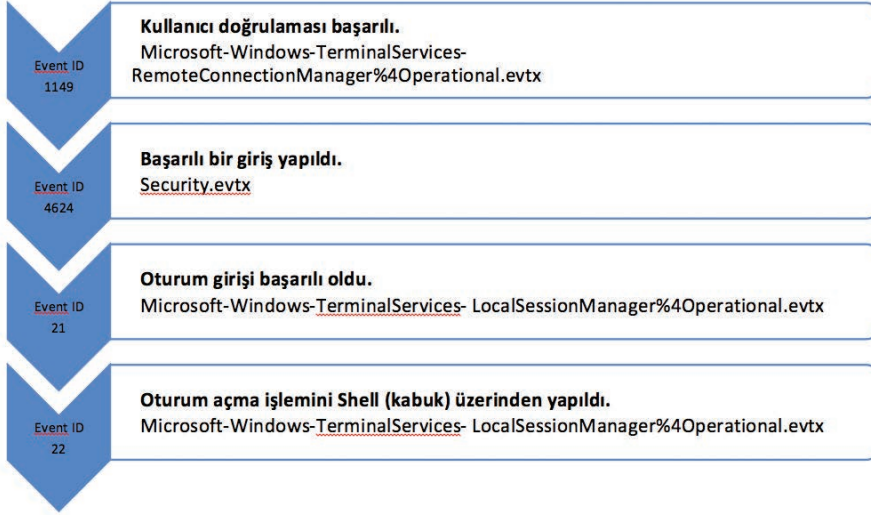 Event ID
1149
Kullanıcı doğrulaması başarılı.
Microsoft-Windows-TerminalServices-
RemoteConnectionManager%4Operational.evtx
Event ID
4624
Başarılı bir giriş yapıldı.
Security.evtx
Event ID
21
Oturum girişi başarılı oldu.
Microsoft-Windows-TerminalServices- LocalSessionManager%4Operational.evtx
Event ID
22
Oturum açma işlemini Shell (kabuk) üzerinden yapıldı.
Microsoft-Windows-TerminalServices- LocalSessionManager%4Operational.evtx